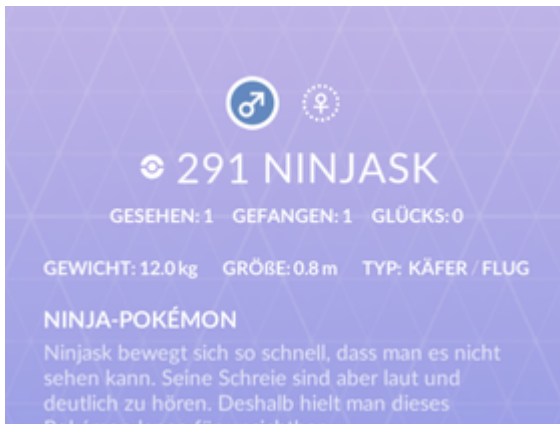 291 NINJASK
GESEHEN: 1 GEFANGEN: 1 GLÜCKS: 0
GEWICHT: 12.0 kg GRÖßE: 0.8 m TYP: KÄFER / FLUG
NINJA-POKÉMON
Ninjask bewegt sich so schnell, dass man es nicht
sehen kann. Seine Schreie sind aber laut und
deutlich zu hören. Deshalb hielt man dieses